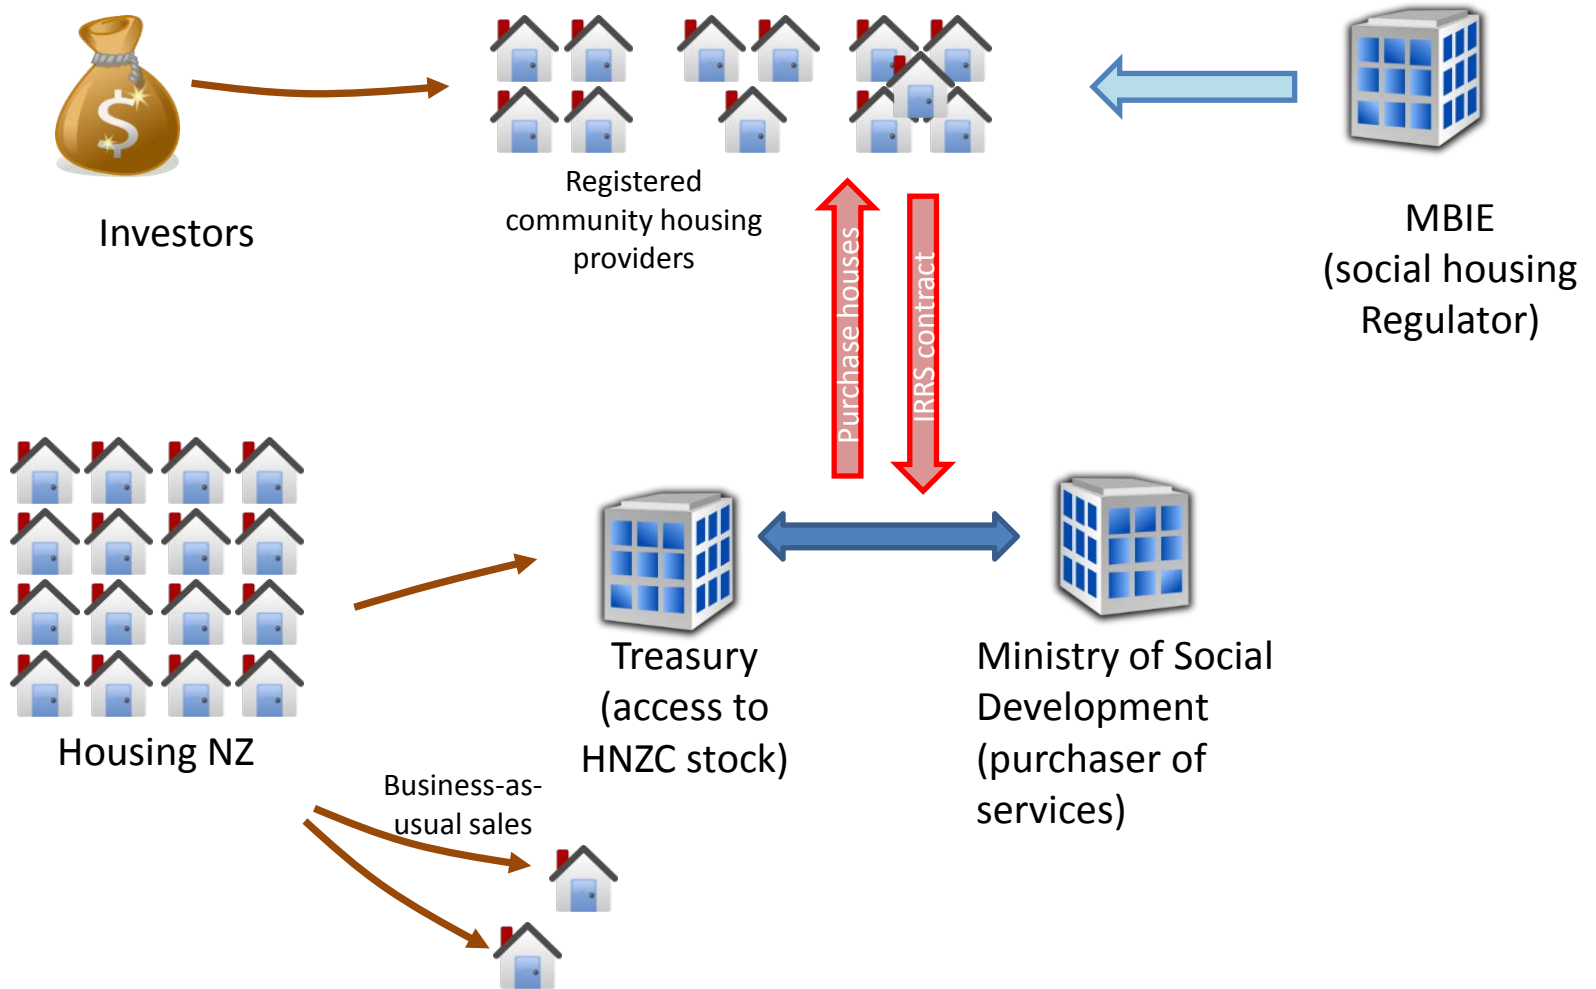 $
Investors
Registered
community housing
providers
MBIE
(social housing
Regulator)
Purchase houses
IRRS contract
Housing NZ
Treasury
(access to
HNZC stock)
Ministry of Social
Development
(purchaser of
services)
Business-as-
usual sales